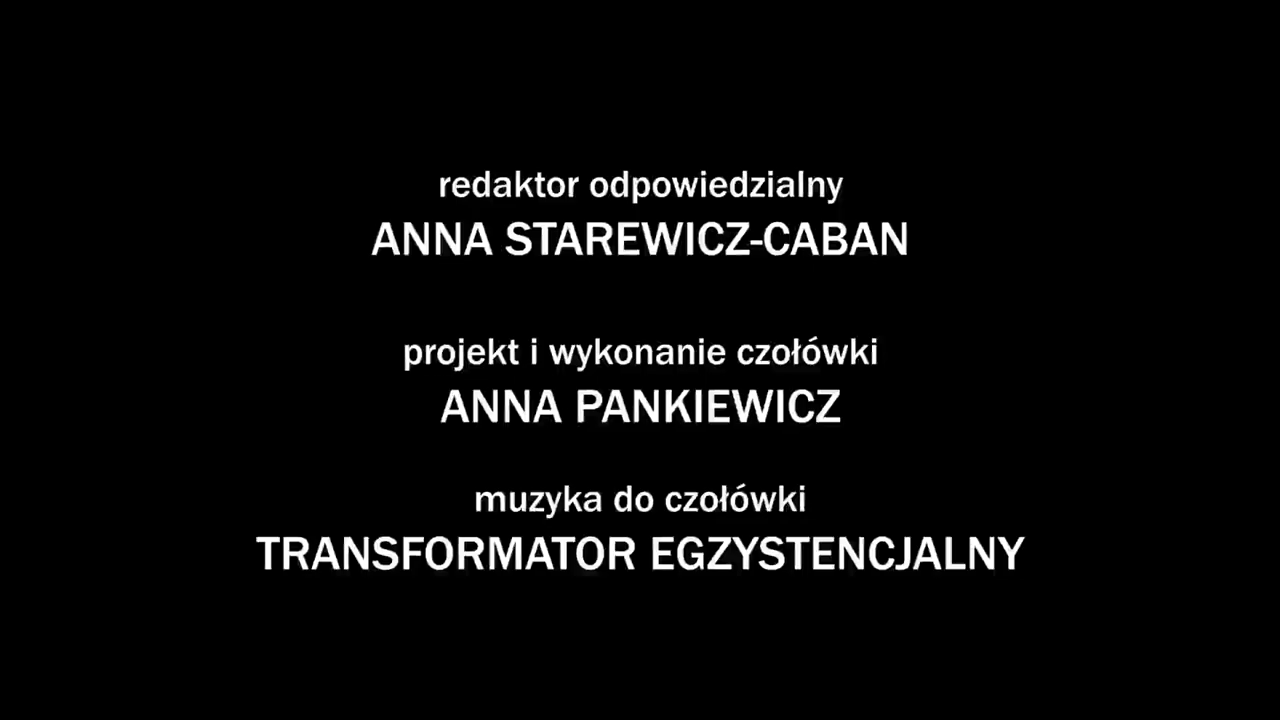 redaktor odpowiedzialny
ANNA STAREWICZ-CABAN
projekt i wykonanie czołówki
ANNA PANKIEWICZ
muzyka do czołówki
TRANSFORMATOR EGZYSTENCJALNY